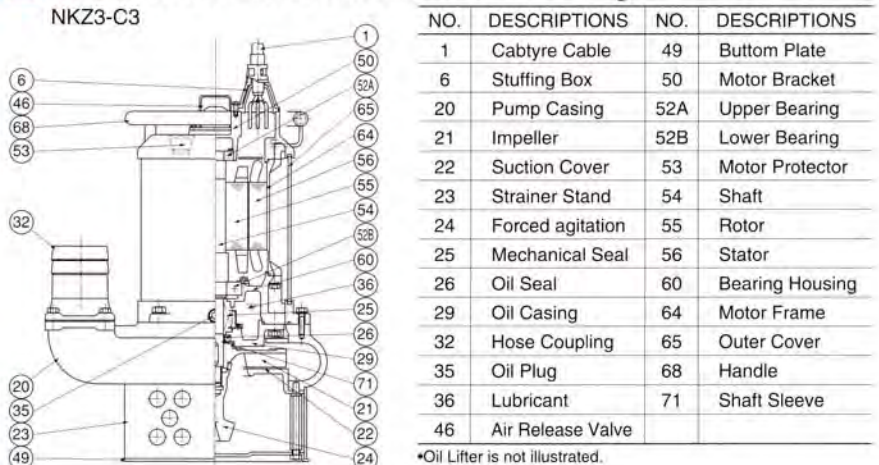 NKZ3-C3
1
50
52A
65
64
56
55
54
52B
60
36
25
26
29
71
21
22
24
6
46
68
53
32
20
35
23
49
NO. DESCRIPTIONS NO. DESCRIPTIONS
1 Cabtyre Cable 49 Buttom Plate
6 Stuffing Box 50 Motor Bracket
20 Pump Casing 52A Upper Bearing
21 Impeller 52B Lower Bearing
22 Suction Cover 53 Motor Protector
23 Strainer Stand 54 Shaft
24 Forced agitation 55 Rotor
25 Mechanical Seal 56 Stator
26 Oil Seal 60 Bearing Housing
29 Oil Casing 64 Motor Frame
32 Hose Coupling 65 Outer Cover
35 Oil Plug 68 Handle
36 Lubricant 71 Shaft Sleeve
46 Air Release Valve
•Oil Lifter is not illustrated.